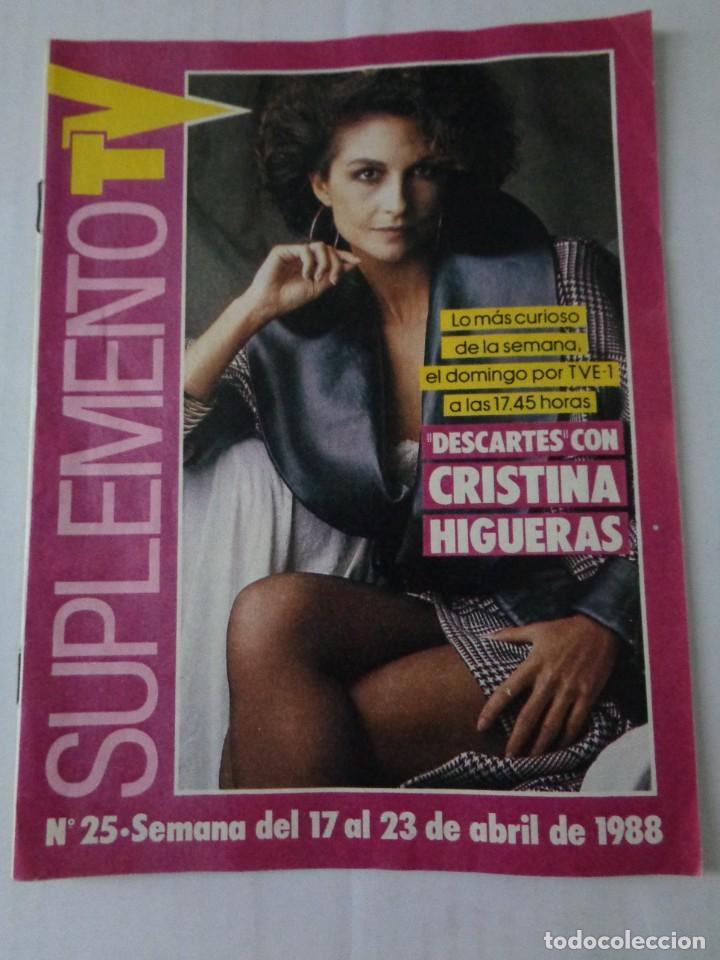 SUPLEMENTO TV
Lo más curioso
de la semana,
el domingo por TVE-1
a las 17.45 horas
"DESCARTES" CON
CRISTINA
HIGUERAS
Nº 25·Semana del 17 al 23 de abril de 1988
todocoleccion